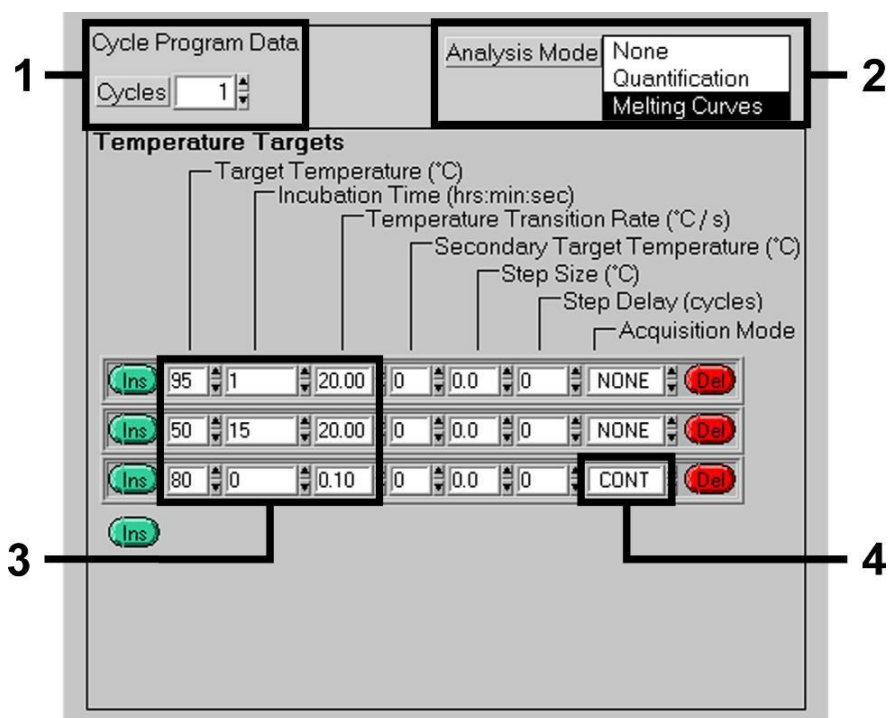 Cycle Program Data
1
Cycles 1
Analysis Mode None
Quantification
Melting Curves
2
Temperature Targets
Target Temperature (°C)
Incubation Time (hrs:min:sec)
Temperature Transition Rate (°C / s)
Secondary Target Temperature (°C)
Step Size (°C)
Step Delay (cycles)
Acquisition Mode
Ins 95 1 20.00 0 0.0 0 NONE Del
Ins 50 15 20.00 0 0.0 0 NONE Del
Ins 80 0 0.10 0 0.0 0 CONT Del
Ins
3
4